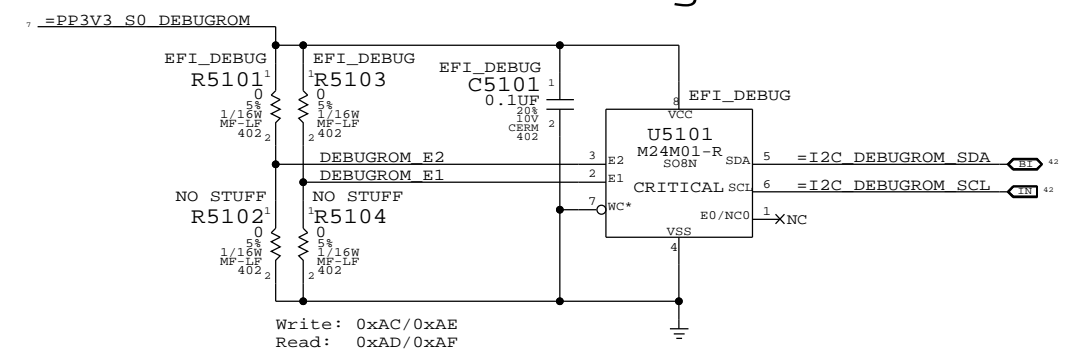 7 =PP3V3_S0_DEBUGROM
EFI_DEBUG
R5101 1
0
5%
1/16W
MF-LF
402 2
EFI_DEBUG
1 R5103
0
5%
1/16W
MF-LF
2 402
EFI_DEBUG
C5101 1
0.1UF
20%
10V
CERM
402
2
EFI_DEBUG
8
VCC
U5101
M24M01-R
SO8N
CRITICAL
DEBUGROM_E2
3 E2
DEBUGROM_E1
2 E1
7 WC*
SDA 5 =I2C_DEBUGROM_SDA BI 42
SCL 6 =I2C_DEBUGROM_SCL IN 42
E0/NC0 1 NC
VSS
4
NO STUFF
R5102 1
0
5%
1/16W
MF-LF
402 2
NO STUFF
1 R5104
0
5%
1/16W
MF-LF
2 402
Write: 0xAC/0xAE
Read: 0xAD/0xAF